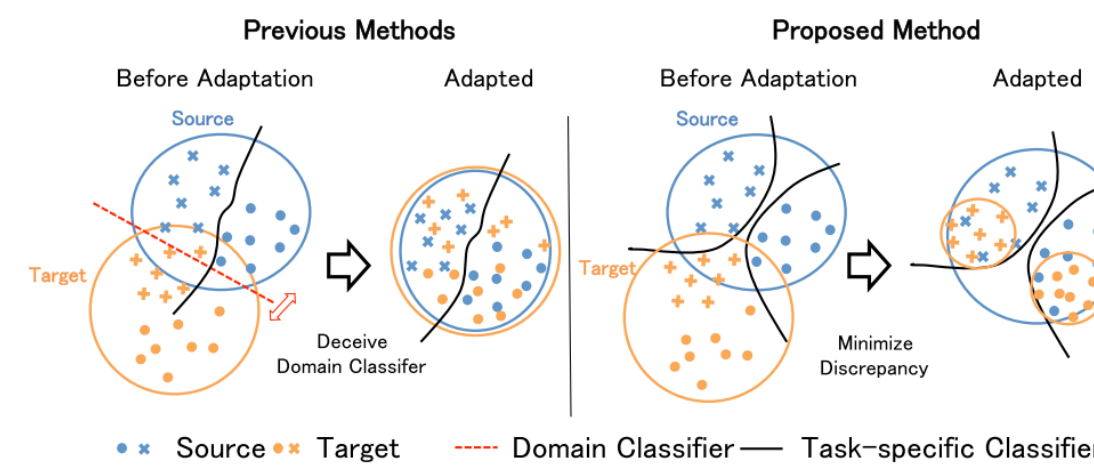 Previous Methods
Proposed Method
Before Adaptation
Adapted
Before Adaptation
Adapted
Source
Source
Target
Target
Deceive
Domain Classifer
Minimize
Discrepancy
Source Target Domain Classifier Task-specific Classifier